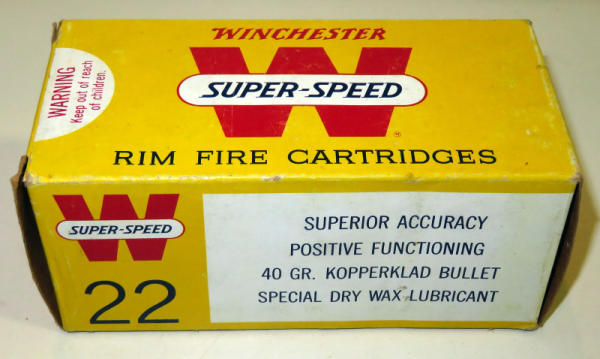 WINCHESTER
W
SUPER-SPEED
®
RIM FIRE CARTRIDGES
WARNING
Keep out of reach
of children.
W
SUPER-SPEED
22
SUPERIOR ACCURACY
POSITIVE FUNCTIONING
40 GR. KOPPERKLAD BULLET
SPECIAL DRY WAX LUBRICANT